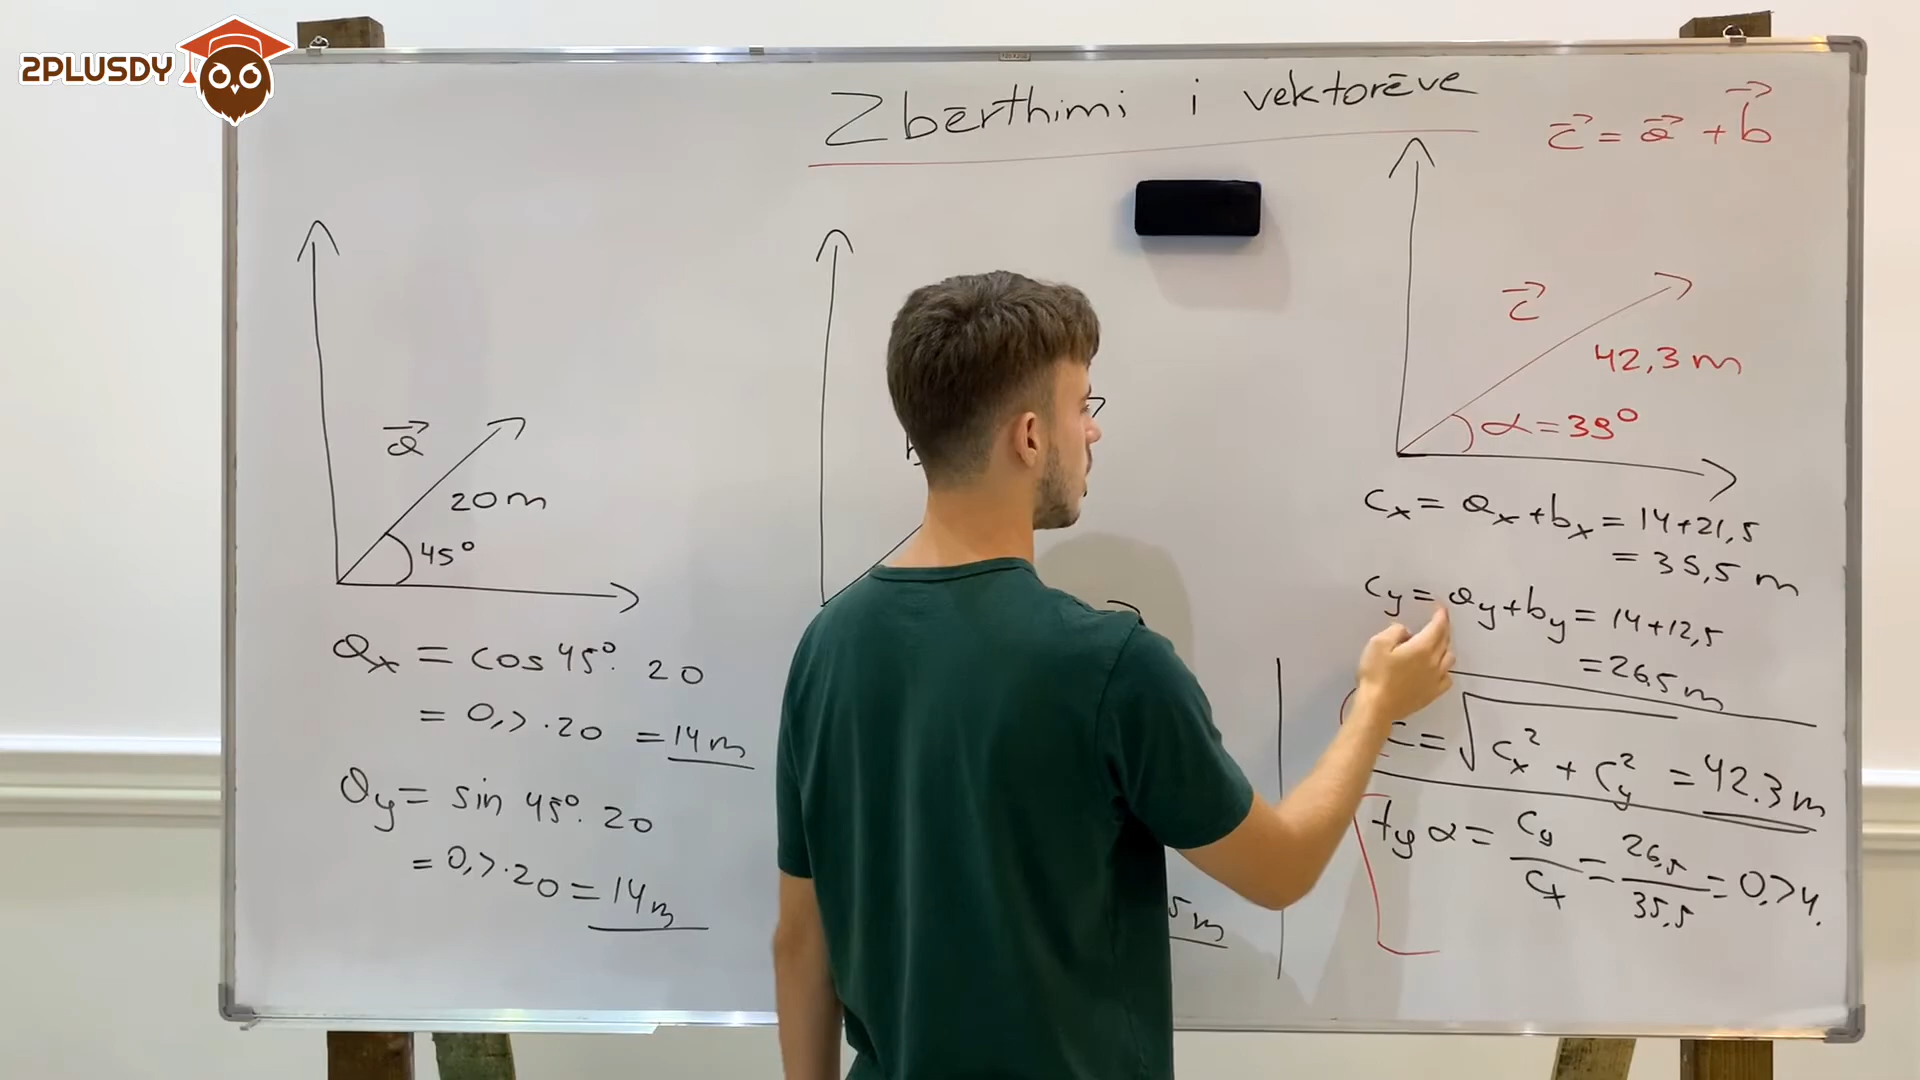 2PLUSDY
Zbërthimi i vektorëve
c⃗ = a⃗ + b⃗
a⃗
20 m
45°
aₓ = cos 45° · 20
= 0,7 · 20 = 14 m
a_y = sin 45° · 20
= 0,7 · 20 = 14 m
5 m
c⃗
42,3 m
α = 39°
cₓ = aₓ + bₓ = 14 + 21,5
= 35,5 m
c_y = a_y + b_y = 14 + 12,5
= 26,5 m
c = √cₓ² + c_y² = 42.3 m
tg α = c_y / cₓ = 26,5 / 35,5 = 0,74.